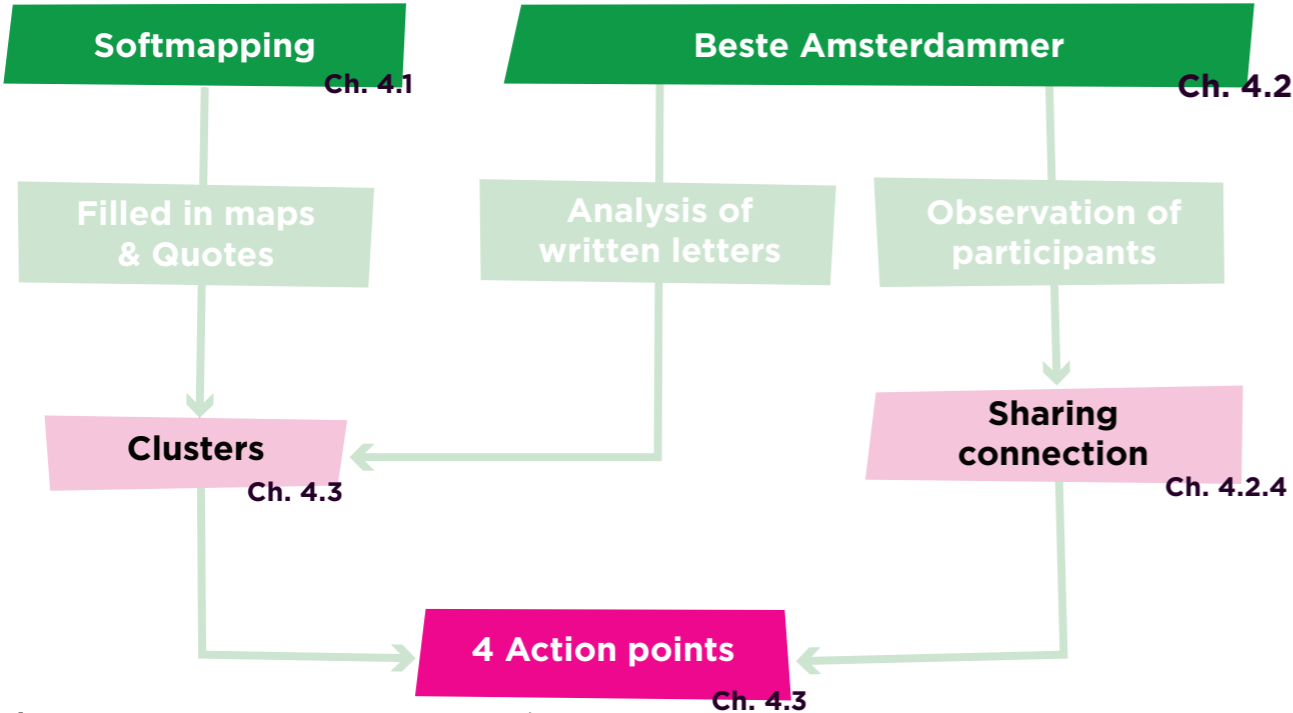 Softmapping
Ch. 4.1
Beste Amsterdammer
Ch. 4.2
Filled in maps
& Quotes
Analysis of
written letters
Observation of
participants
Clusters
Ch. 4.3
Sharing
connection
Ch. 4.2.4
4 Action points
Ch. 4.3